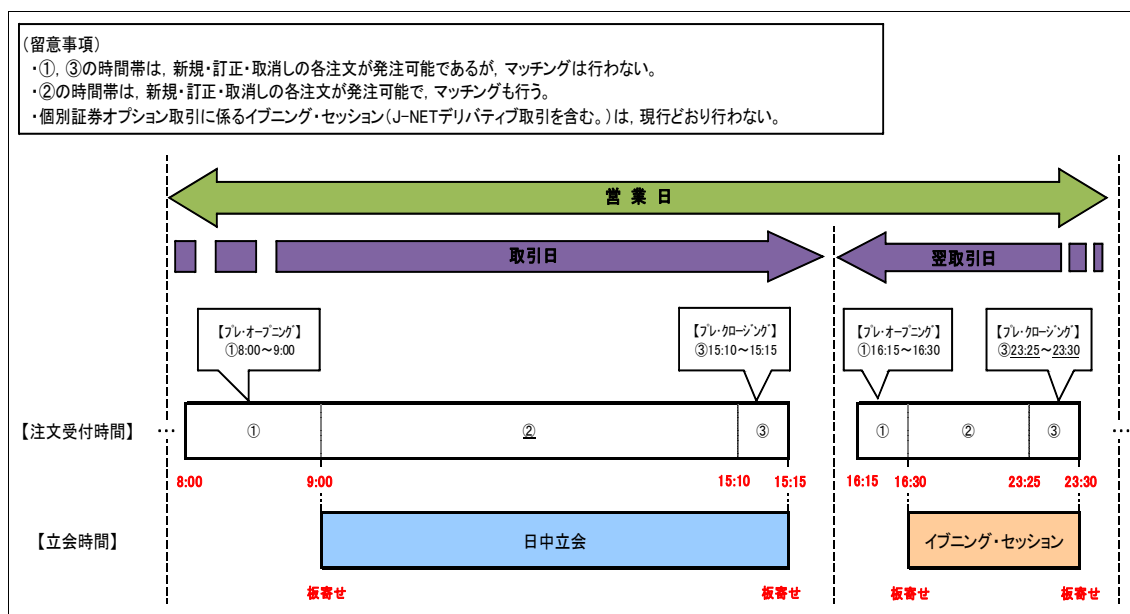 (留意事項)
・①, ③の時間帯は, 新規・訂正・取消しの各注文が発注可能であるが, マッチングは行わない。
・②の時間帯は, 新規・訂正・取消しの各注文が発注可能で, マッチングも行う。
・個別証券オプション取引に係るイブニング・セッション(J-NETデリバティブ取引を含む。)は, 現行どおり行わない。
営 業 日
取引日 翌取引日
【プレ・オープニング】 【プレ・クロージング】 【プレ・オープニング】 【プレ・クロージング】
①8:00～9:00 ③15:10～15:15 ①16:15～16:30 ③23:25～23:30
【注文受付時間】 … ① ② ③ ① ② ③ …
8:00 9:00 15:10 15:15 16:15 16:30 23:25 23:30
【立会時間】 日中立会 イブニング・セッション
板寄せ 板寄せ 板寄せ 板寄せ